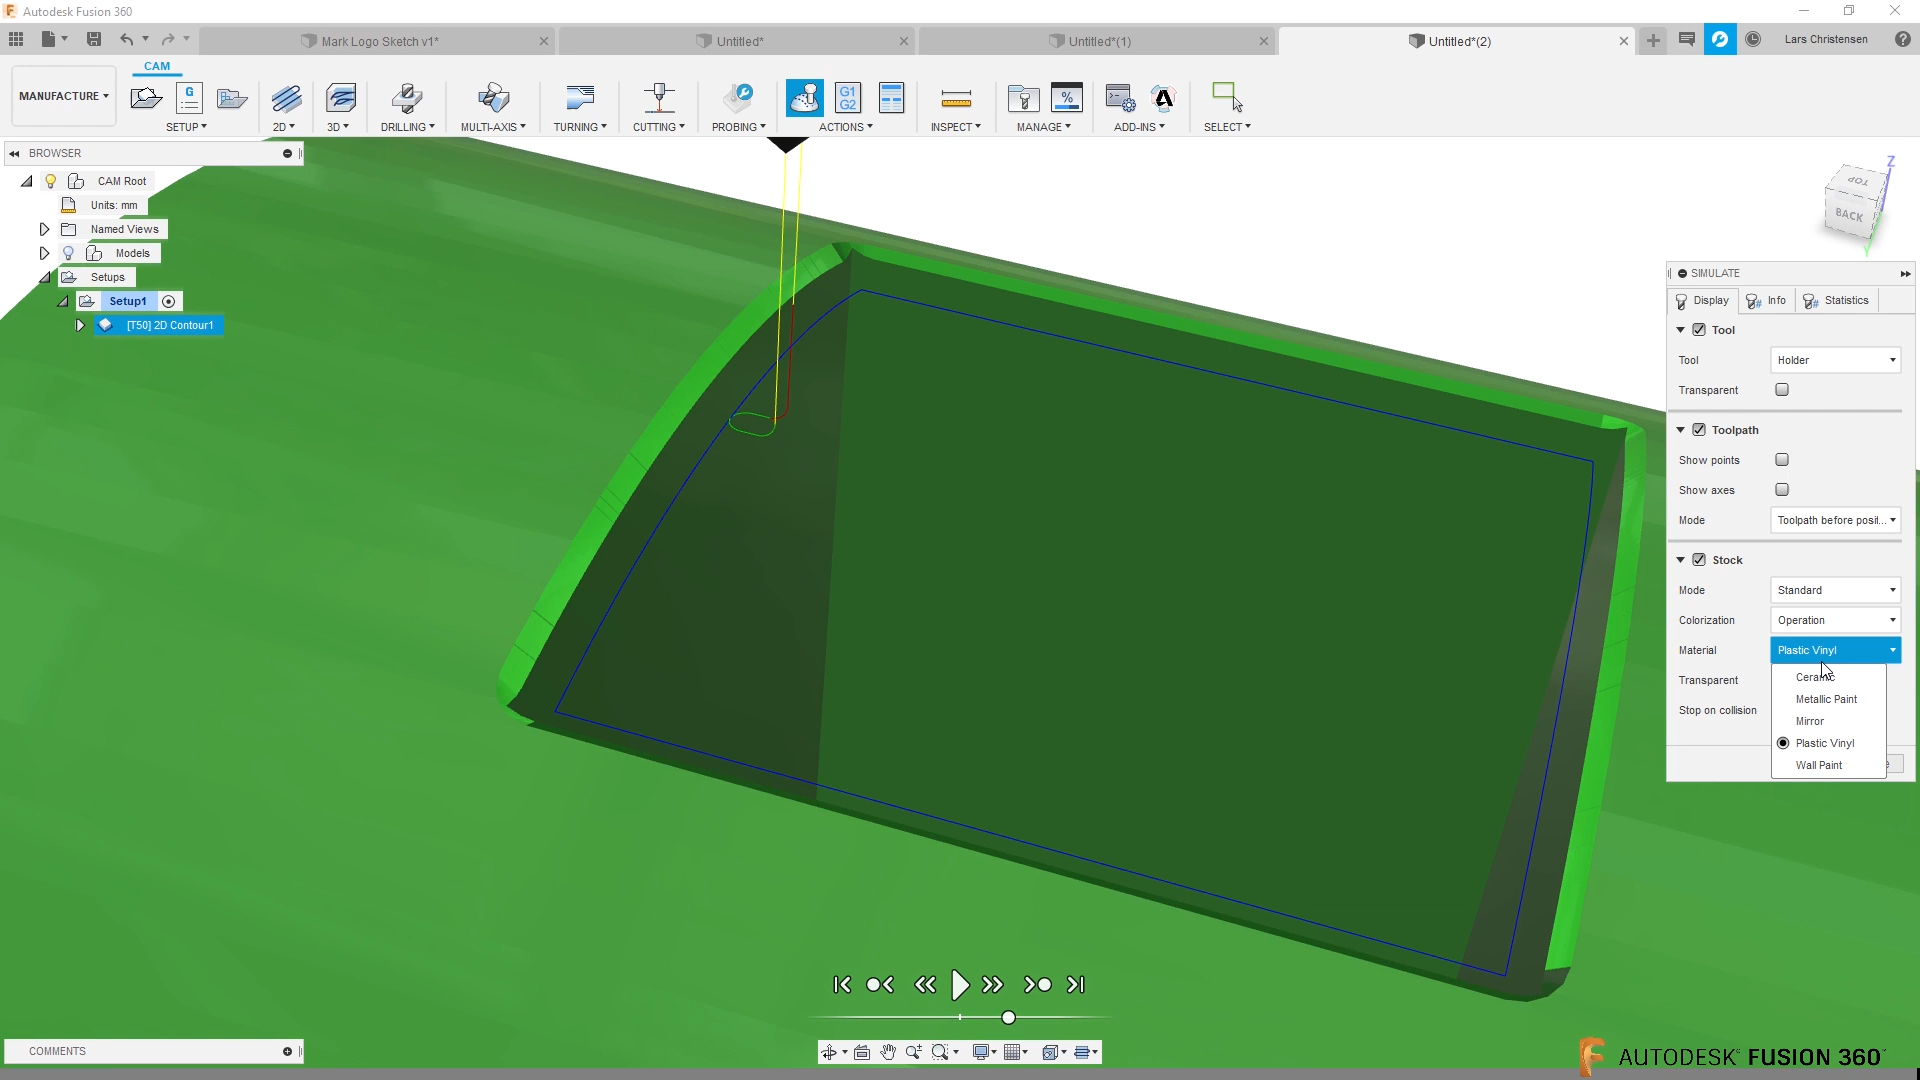 Autodesk Fusion 360
Mark Logo Sketch v1*
Untitled*
Untitled*(1)
Untitled*(2)
Lars Christensen
CAM
MANUFACTURE
G
G1
G2
%
SETUP
2D
3D
DRILLING
MULTI-AXIS
TURNING
CUTTING
PROBING
ACTIONS
INSPECT
MANAGE
ADD-INS
SELECT
BROWSER
CAM Root
Units: mm
Named Views
Models
Setups
Setup1
[T50] 2D Contour1
Z
TOP
BACK
Y
SIMULATE
Display
Info
Statistics
Tool
Tool
Holder
Transparent
Toolpath
Show points
Show axes
Mode
Toolpath before posit...
Stock
Mode
Standard
Colorization
Operation
Material
Plastic Vinyl
Transparent
Stop on collision
Ceramic
Metallic Paint
Mirror
Plastic Vinyl
Wall Paint
COMMENTS
AUTODESK® FUSION 360™